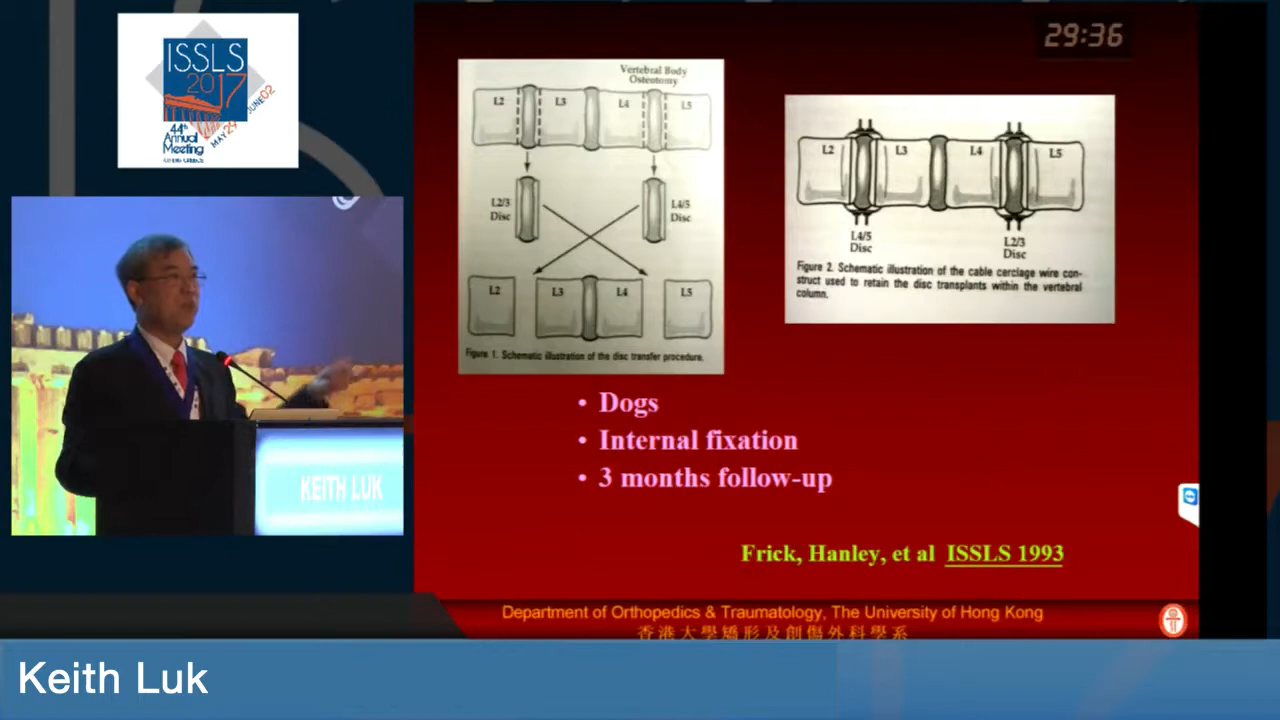 29:36
ISSLS
2017
44th
Annual
Meeting
MAY 29
JUNE 02
Vertebral Body
Osteotomy
L2
L3
L4
L5
L2/3
Disc
L4/5
Disc
L2
L3
L4
L5
Figure 1. Schematic illustration of the disc transfer procedure.
L2
L3
L4
L5
L4/5
Disc
L2/3
Disc
Figure 2. Schematic illustration of the cable cerclage wire con-
struct used to retain the disc transplants within the vertebral
column.
• Dogs
• Internal fixation
• 3 months follow-up
Frick, Hanley, et al ISSLS 1993
KEITH LUK
Department of Orthopedics & Traumatology, The University of Hong Kong
香港大學矯形及創傷外科學系
Keith Luk